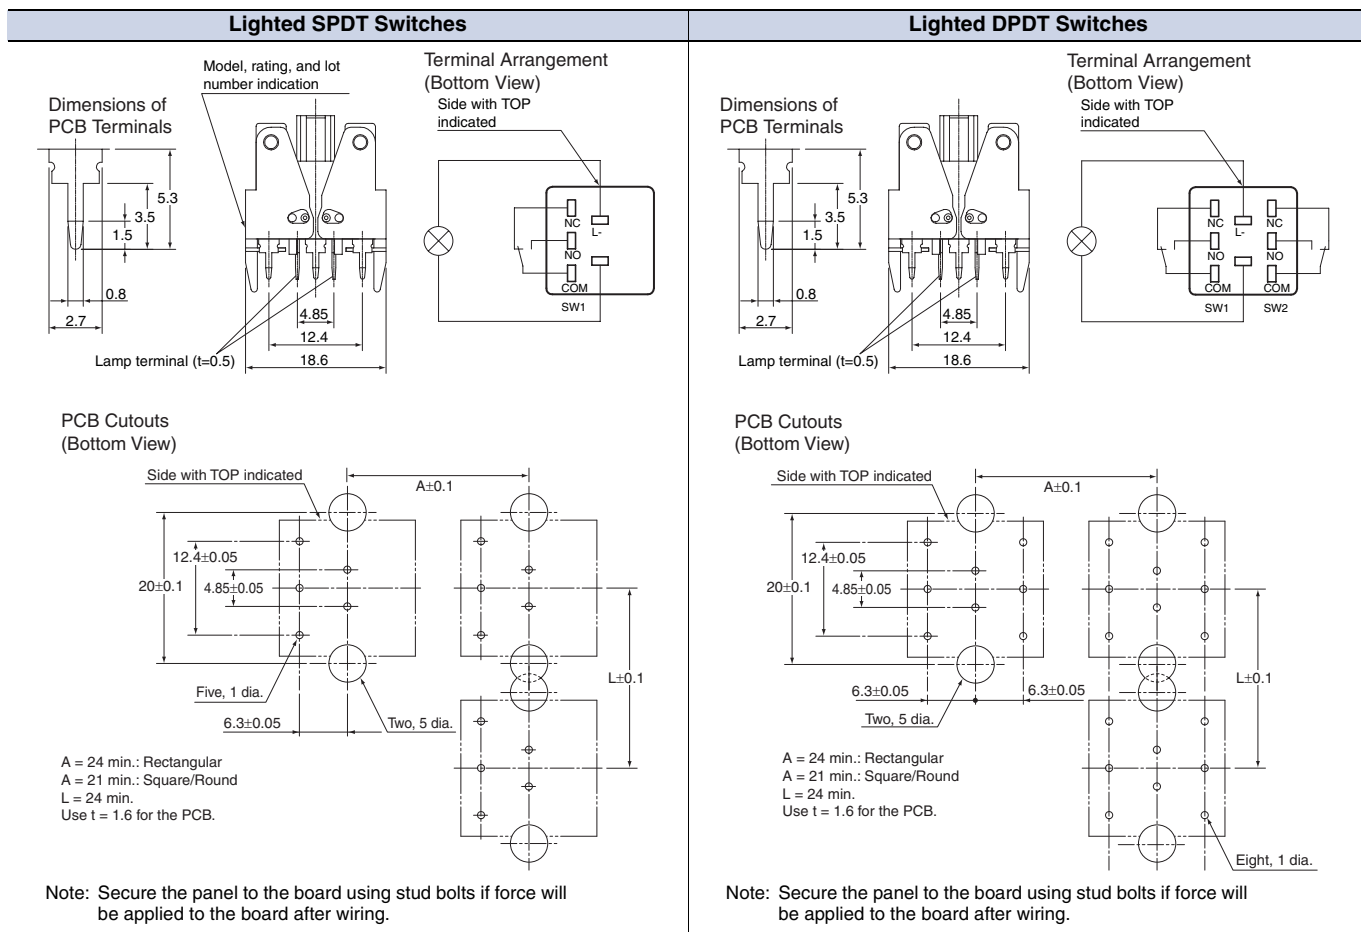 Lighted SPDT Switches
Model, rating, and lot
number indication
Terminal Arrangement
(Bottom View)
Side with TOP
indicated
Dimensions of
PCB Terminals
5.3
3.5
1.5
0.8
2.7
4.85
12.4
18.6
Lamp terminal (t=0.5)
NC
L-
NO
COM
SW1
PCB Cutouts
(Bottom View)
Side with TOP indicated
A±0.1
12.4±0.05
20±0.1
4.85±0.05
L±0.1
Five, 1 dia.
6.3±0.05
Two, 5 dia.
A = 24 min.: Rectangular
A = 21 min.: Square/Round
L = 24 min.
Use t = 1.6 for the PCB.
Note: Secure the panel to the board using stud bolts if force will
be applied to the board after wiring.
Lighted DPDT Switches
Terminal Arrangement
(Bottom View)
Side with TOP
indicated
Dimensions of
PCB Terminals
5.3
3.5
1.5
0.8
2.7
4.85
12.4
18.6
Lamp terminal (t=0.5)
NC
L-
NC
NO
NO
COM
COM
SW1
SW2
PCB Cutouts
(Bottom View)
Side with TOP indicated
A±0.1
12.4±0.05
20±0.1
4.85±0.05
L±0.1
6.3±0.05
6.3±0.05
Two, 5 dia.
A = 24 min.: Rectangular
A = 21 min.: Square/Round
L = 24 min.
Use t = 1.6 for the PCB.
Eight, 1 dia.
Note: Secure the panel to the board using stud bolts if force will
be applied to the board after wiring.